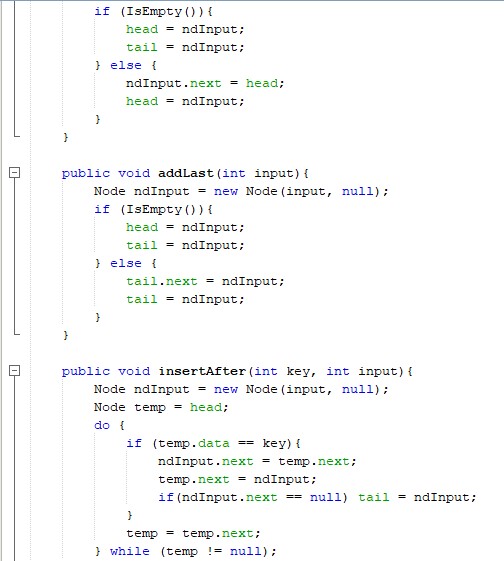 if (IsEmpty()){
head = ndInput;
tail = ndInput;
} else {
ndInput.next = head;
head = ndInput;
}
}
public void addLast(int input){
Node ndInput = new Node(input, null);
if (IsEmpty()){
head = ndInput;
tail = ndInput;
} else {
tail.next = ndInput;
tail = ndInput;
}
}
public void insertAfter(int key, int input){
Node ndInput = new Node(input, null);
Node temp = head;
do {
if (temp.data == key){
ndInput.next = temp.next;
temp.next = ndInput;
if(ndInput.next == null) tail = ndInput;
}
temp = temp.next;
} while (temp != null);